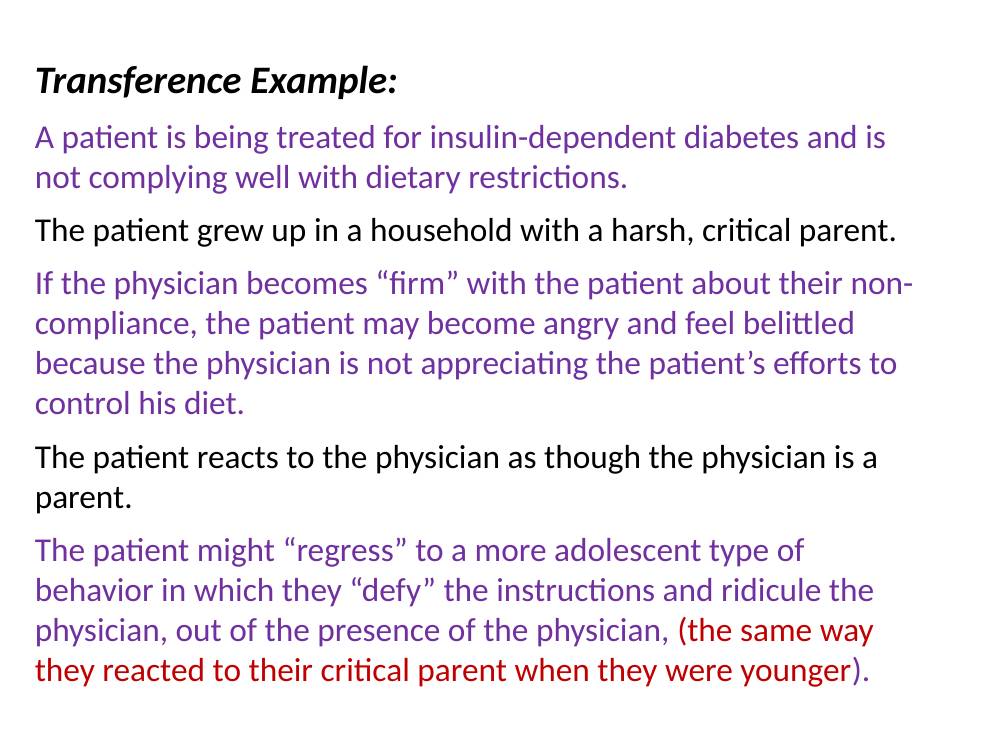 Transference Example:
A patient is being treated for insulin-dependent diabetes and is
not complying well with dietary restrictions.
The patient grew up in a household with a harsh, critical parent.
If the physician becomes “firm” with the patient about their non-
compliance, the patient may become angry and feel belittled
because the physician is not appreciating the patient’s efforts to
control his diet.
The patient reacts to the physician as though the physician is a
parent.
The patient might “regress” to a more adolescent type of
behavior in which they “defy” the instructions and ridicule the
physician, out of the presence of the physician, (the same way
they reacted to their critical parent when they were younger).